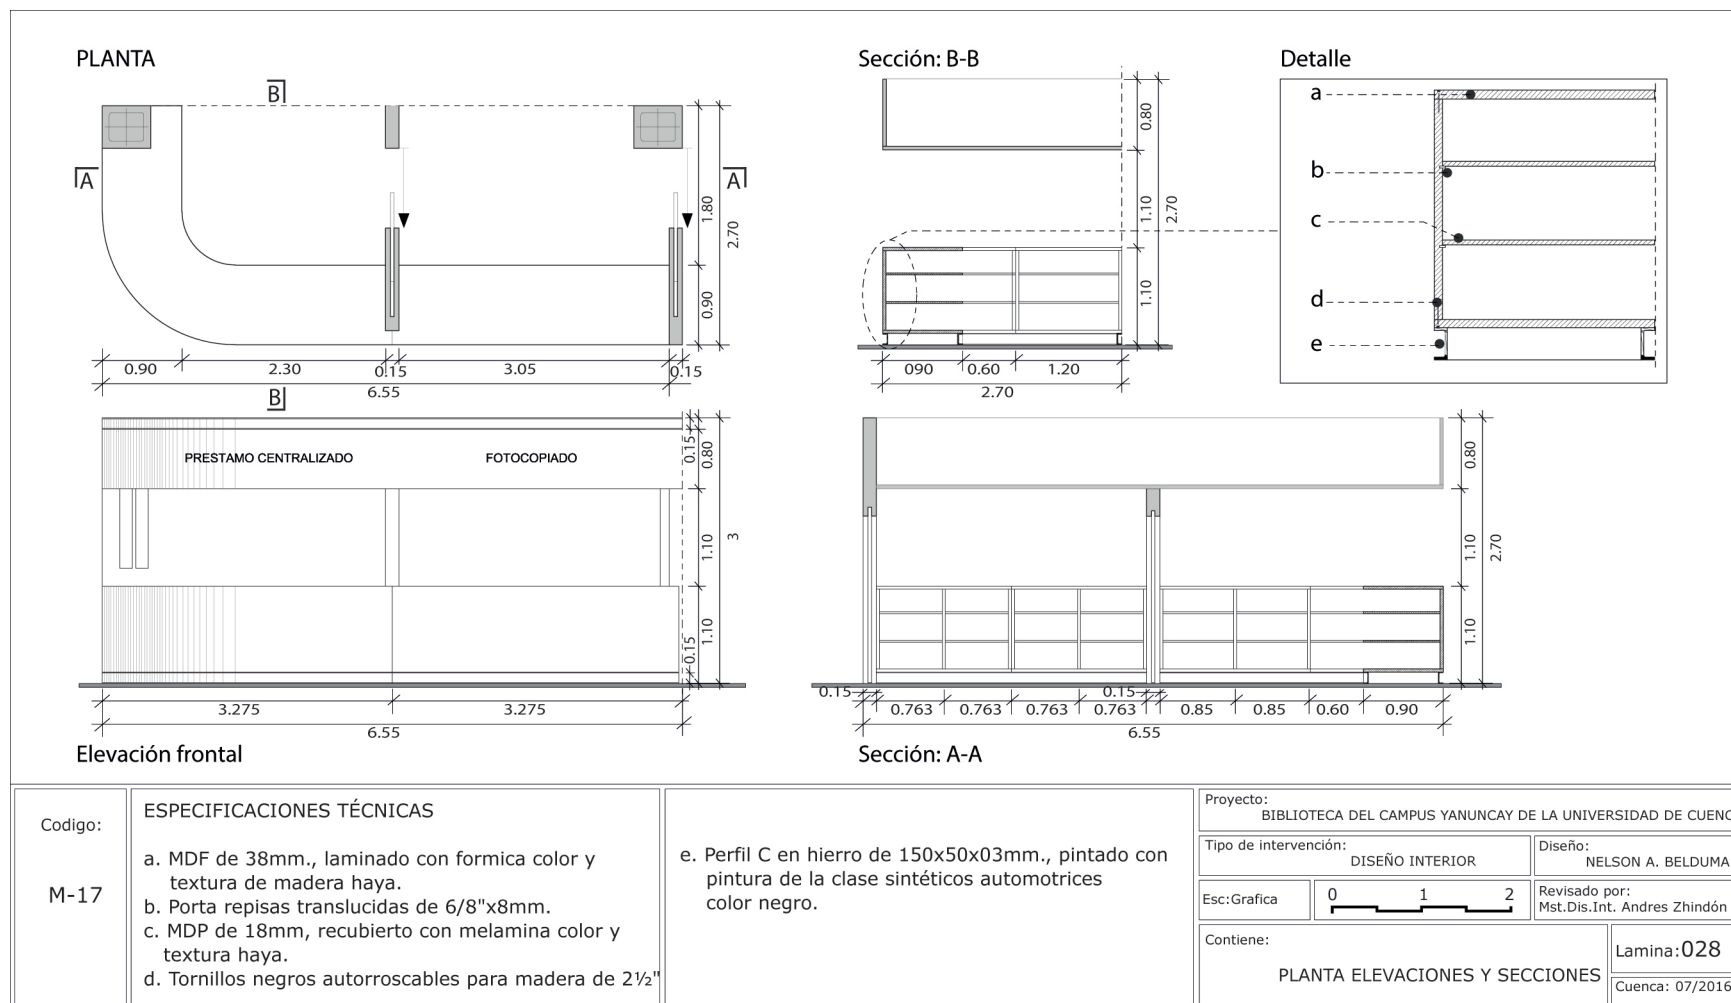 PLANTA
B
A
A
1.80
2.70
0.90
0.90
2.30
0.15
3.05
0.15
6.55
B
Sección: B-B
0.80
1.10
2.70
1.10
090
0.60
1.20
2.70
Detalle
a
b
c
d
e
PRESTAMO CENTRALIZADO
FOTOCOPIADO
0.15
0.80
1.10
3
1.10
0.15
3.275
3.275
6.55
Elevación frontal
0.80
1.10
2.70
1.10
0.15
0.763
0.763
0.763
0.763
0.15
0.85
0.85
0.60
0.90
6.55
Sección: A-A
Codigo:
M-17
ESPECIFICACIONES TÉCNICAS
a. MDF de 38mm., laminado con formica color y
textura de madera haya.
b. Porta repisas translucidas de 6/8"x8mm.
c. MDP de 18mm, recubierto con melamina color y
textura haya.
d. Tornillos negros autorroscables para madera de 2½"
e. Perfil C en hierro de 150x50x03mm., pintado con
pintura de la clase sintéticos automotrices
color negro.
Proyecto:
BIBLIOTECA DEL CAMPUS YANUNCAY DE LA UNIVERSIDAD DE CUENC
Tipo de intervención:
DISEÑO INTERIOR
Diseño:
NELSON A. BELDUMA
Esc:Grafica
0 1 2
Revisado por:
Mst.Dis.Int. Andres Zhindón
Contiene:
PLANTA ELEVACIONES Y SECCIONES
Lamina:028
Cuenca: 07/2016